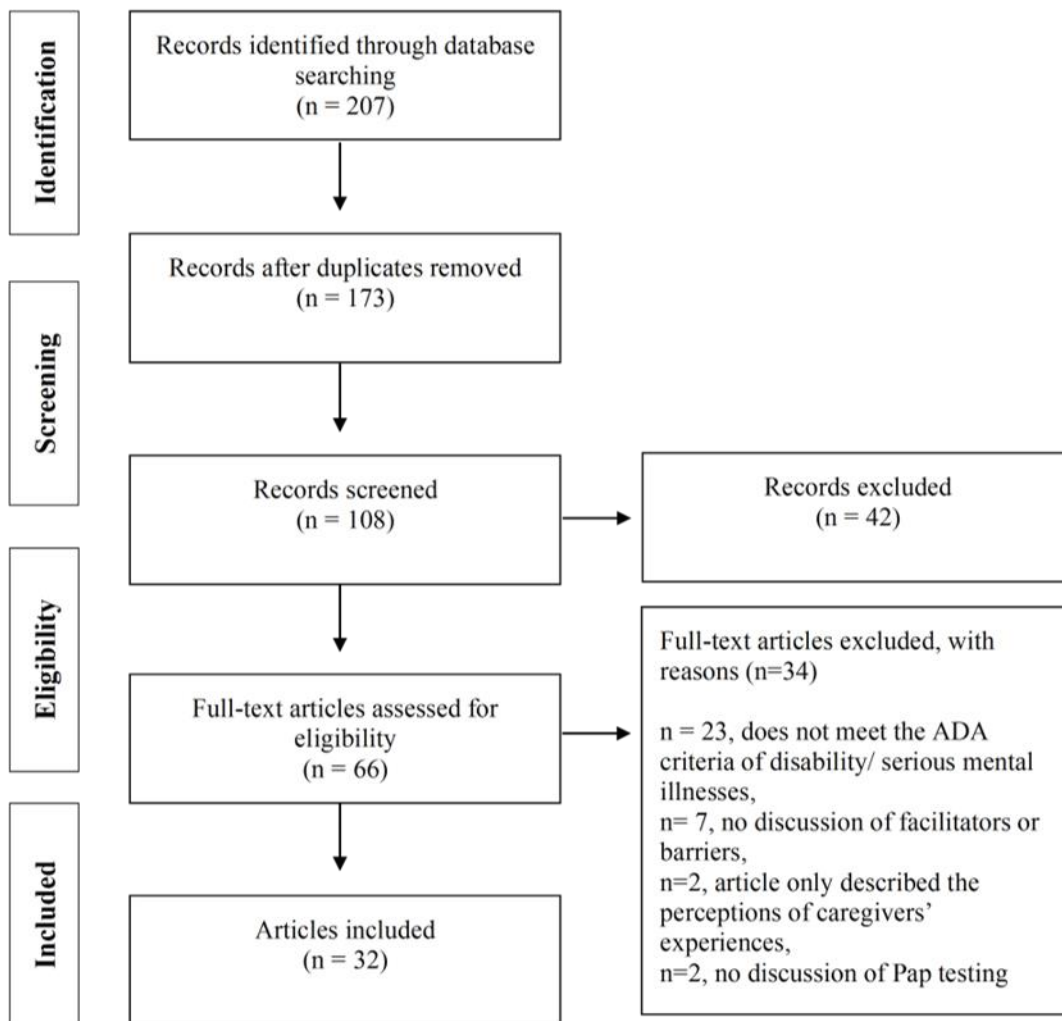 Identification
Records identified through database
searching
(n = 207)
Records after duplicates removed
(n = 173)
Screening
Records screened
(n = 108)
Records excluded
(n = 42)
Eligibility
Full-text articles assessed for
eligibility
(n = 66)
Full-text articles excluded, with
reasons (n=34)
n = 23, does not meet the ADA
criteria of disability/ serious mental
illnesses,
n= 7, no discussion of facilitators or
barriers,
n=2, article only described the
perceptions of caregivers’
experiences,
n=2, no discussion of Pap testing
Included
Articles included
(n = 32)